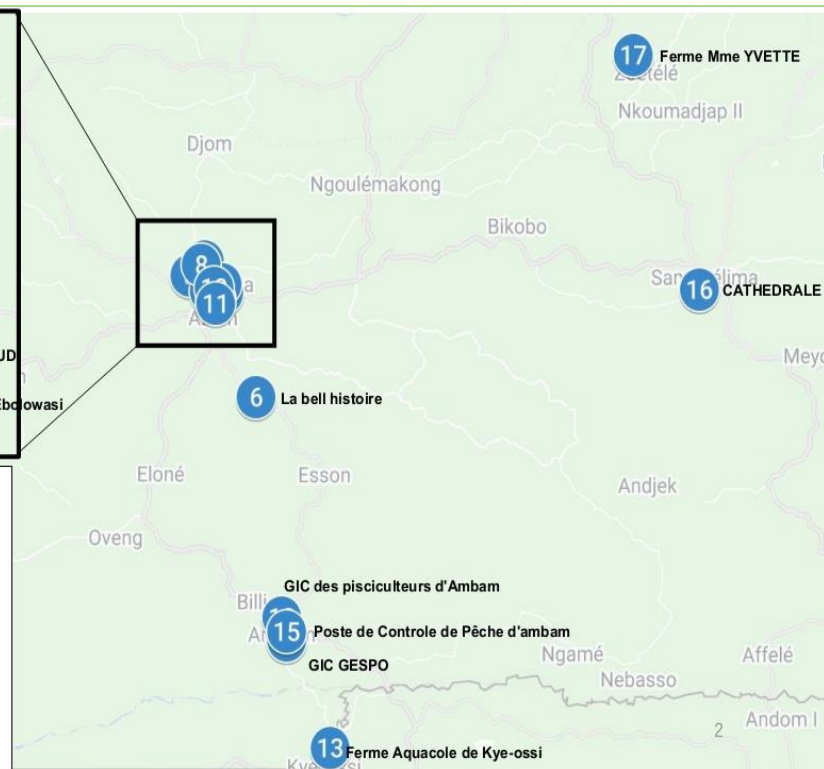 17 Ferme Mme YVETTE
Nkoumadjap II
Djom
Ngoulémakong
Bikobo
8
11
16 CATHEDRALE
UD
Ebolowasi
6 La bell histoire
Eloné
Esson
Andjek
Oveng
GIC des pisciculteurs d'Ambam
15 Poste de Controle de Pêche d'ambam
GIC GESPO
Ngamé
Affelé
Nebasso
2
Andom I
13 Ferme Aquacole de Kye-ossi